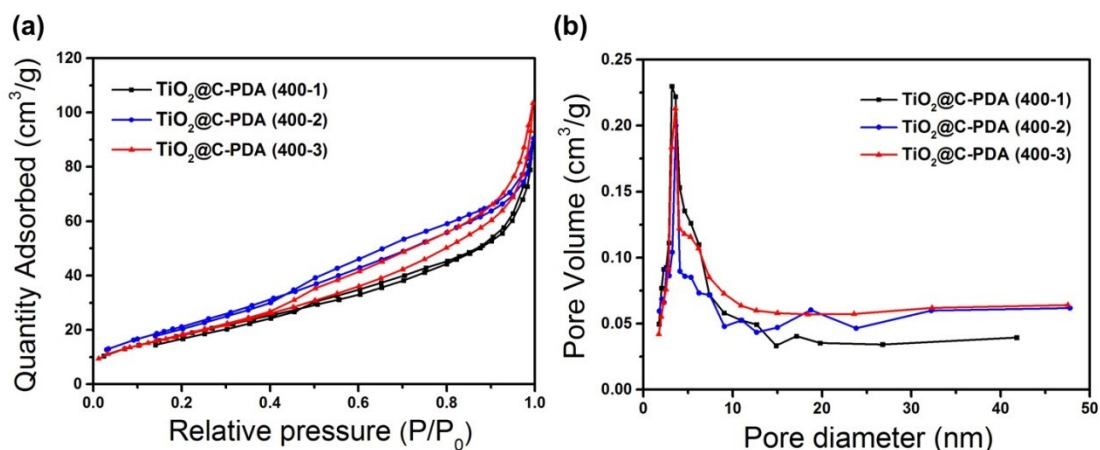 (a)
Quantity Adsorbed (cm³/g)
120
100
80
60
40
20
0
TiO₂@C-PDA (400-1)
TiO₂@C-PDA (400-2)
TiO₂@C-PDA (400-3)
0.0 0.2 0.4 0.6 0.8 1.0
Relative pressure (P/P₀)
(b)
Pore Volume (cm³/g)
0.25
0.20
0.15
0.10
0.05
0.00
TiO₂@C-PDA (400-1)
TiO₂@C-PDA (400-2)
TiO₂@C-PDA (400-3)
0 10 20 30 40 50
Pore diameter (nm)